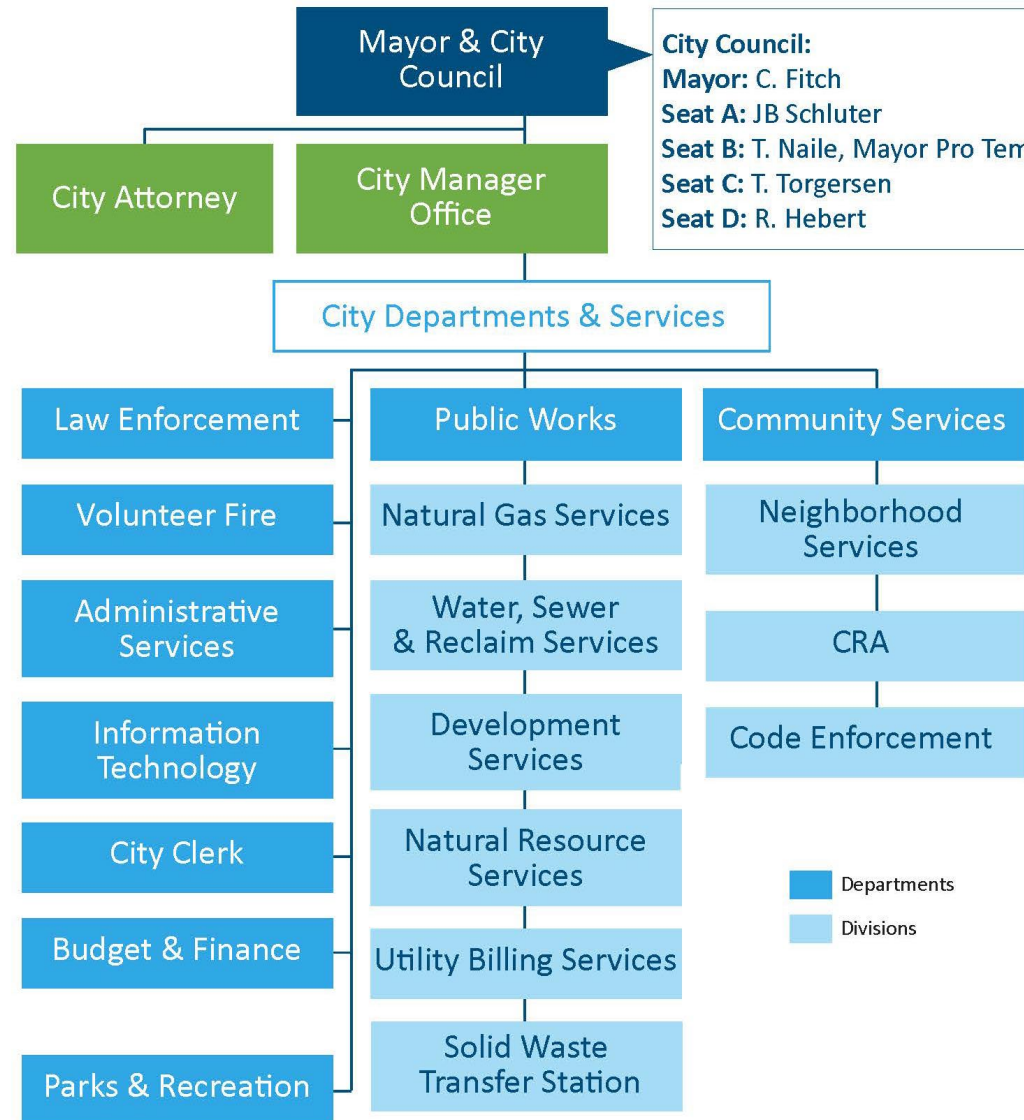 Mayor & City
Council
City Council:
Mayor: C. Fitch
Seat A: JB Schluter
Seat B: T. Naile, Mayor Pro Tem
Seat C: T. Torgersen
Seat D: R. Hebert
City Attorney
City Manager
Office
City Departments & Services
Law Enforcement
Volunteer Fire
Administrative
Services
Information
Technology
City Clerk
Budget & Finance
Parks & Recreation
Public Works
Natural Gas Services
Water, Sewer
& Reclaim Services
Development
Services
Natural Resource
Services
Utility Billing Services
Solid Waste
Transfer Station
Community Services
Neighborhood
Services
CRA
Code Enforcement
Departments
Divisions